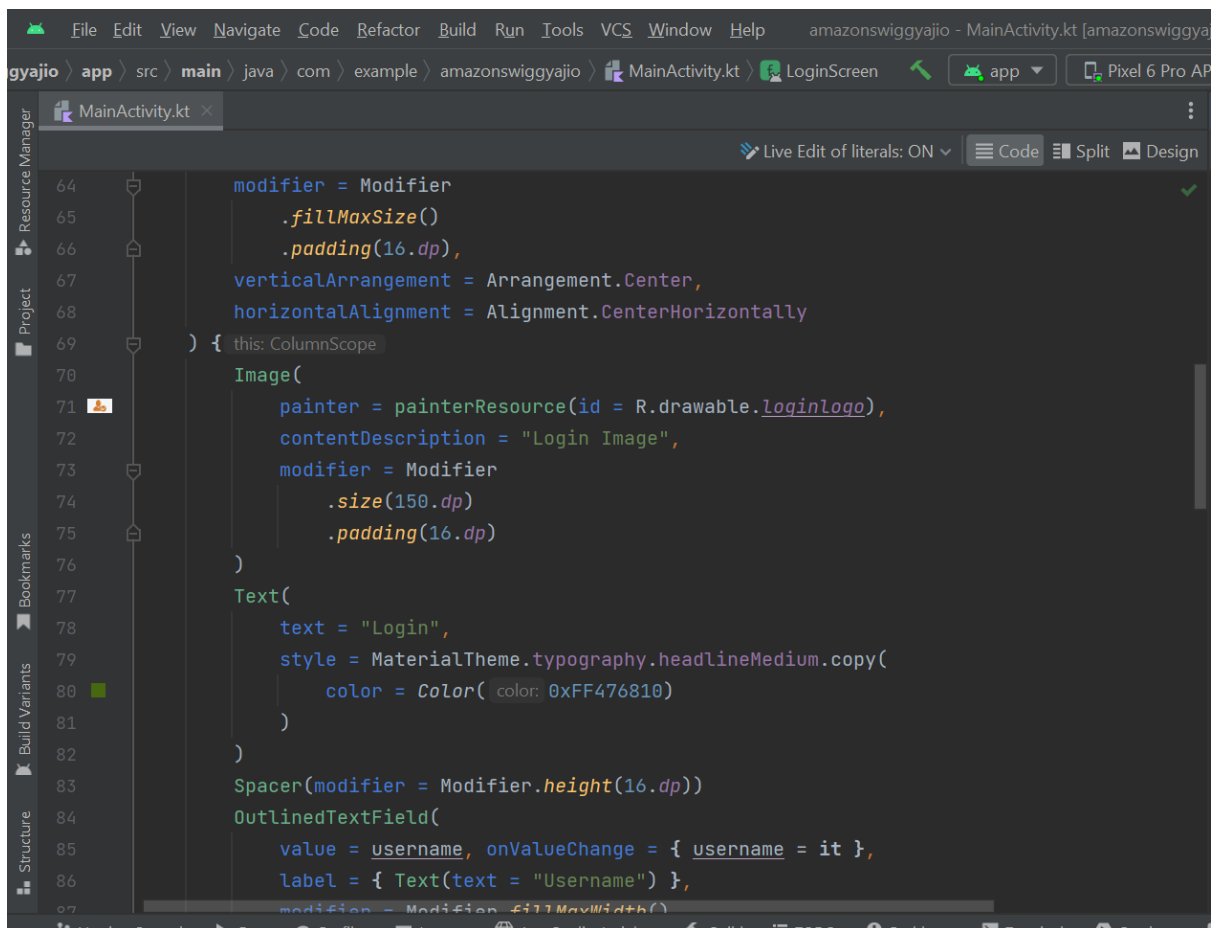 File Edit View Navigate Code Refactor Build Run Tools VCS Window Help amazonswiggyajio - MainActivity.kt [amazonswiggyaj
gyajio 〉 app 〉 src 〉 main 〉 java 〉 com 〉 example 〉 amazonswiggyajio 〉 MainActivity.kt 〉 LoginScreen app Pixel 6 Pro AP
MainActivity.kt ×
Live Edit of literals: ON Code Split Design
Resource Manager
Project
Bookmarks
Build Variants
Structure
64 modifier = Modifier
65 .fillMaxSize()
66 .padding(16.dp),
67 verticalArrangement = Arrangement.Center,
68 horizontalAlignment = Alignment.CenterHorizontally
69 ) { this: ColumnScope
70 Image(
71 painter = painterResource(id = R.drawable.loginlogo),
72 contentDescription = "Login Image",
73 modifier = Modifier
74 .size(150.dp)
75 .padding(16.dp)
76 )
77 Text(
78 text = "Login",
79 style = MaterialTheme.typography.headlineMedium.copy(
80 color = Color( color: 0xFF476810)
81 )
82 )
83 Spacer(modifier = Modifier.height(16.dp))
84 OutlinedTextField(
85 value = username, onValueChange = { username = it },
86 label = { Text(text = "Username") },
87 modifier = Modifier.fillMaxWidth()